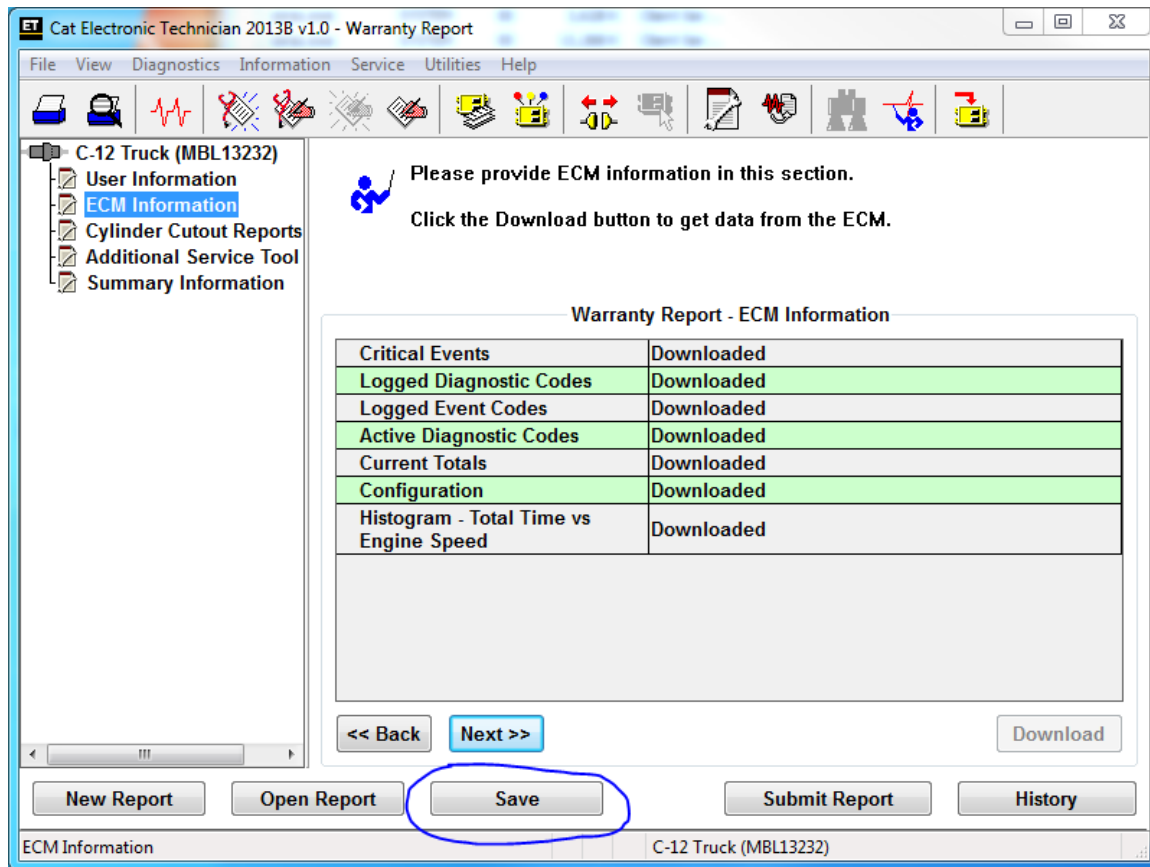 ET Cat Electronic Technician 2013B v1.0 - Warranty Report
File View Diagnostics Information Service Utilities Help
C-12 Truck (MBL13232)
User Information
ECM Information
Cylinder Cutout Reports
Additional Service Tool
Summary Information
Please provide ECM information in this section.
Click the Download button to get data from the ECM.
Warranty Report - ECM Information
Critical Events Downloaded
Logged Diagnostic Codes Downloaded
Logged Event Codes Downloaded
Active Diagnostic Codes Downloaded
Current Totals Downloaded
Configuration Downloaded
Histogram - Total Time vs
Engine Speed Downloaded
<< Back Next >> Download
New Report Open Report Save Submit Report History
ECM Information C-12 Truck (MBL13232)